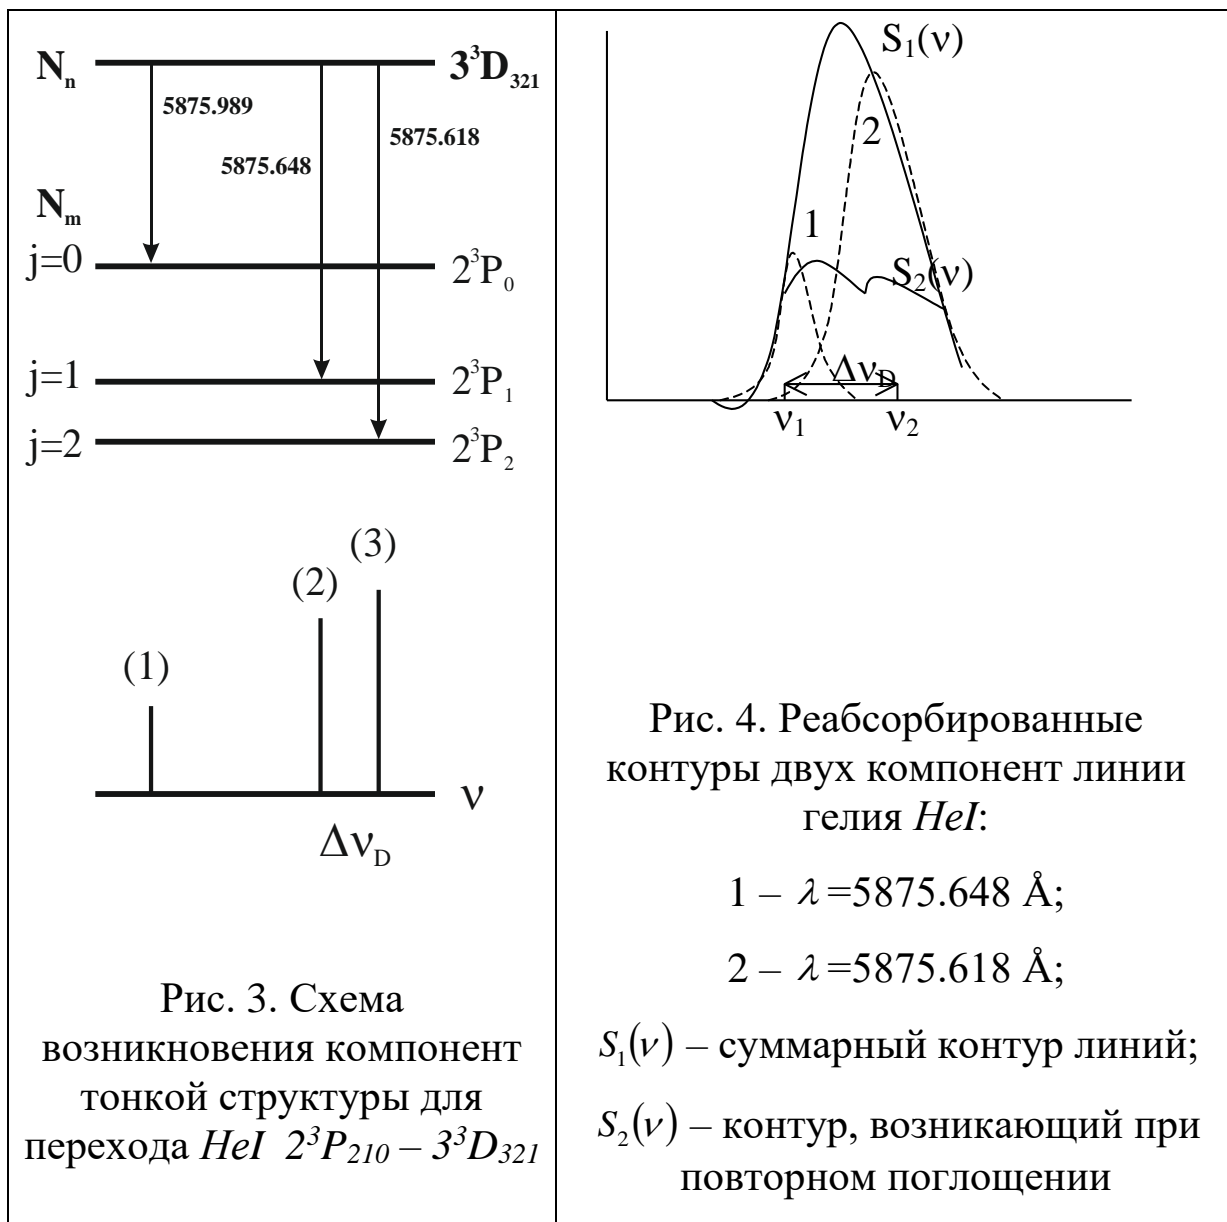 Nₙ
3³D₃₂₁
5875.989
5875.618
5875.648
Nₘ
j=0
2³P₀
j=1
2³P₁
j=2
2³P₂
(3)
(2)
(1)
ν
Δν_D
Рис. 3. Схема
возникновения компонент
тонкой структуры для
перехода HeI 2³P₂₁₀ – 3³D₃₂₁
S₁(ν)
2
1
S₂(ν)
Δν_D
ν₁ ν₂
Рис. 4. Реабсорбированные
контуры двух компонент линии
гелия HeI:
1 – λ =5875.648 Å;
2 – λ =5875.618 Å;
S₁(ν) – суммарный контур линий;
S₂(ν) – контур, возникающий при
повторном поглощении